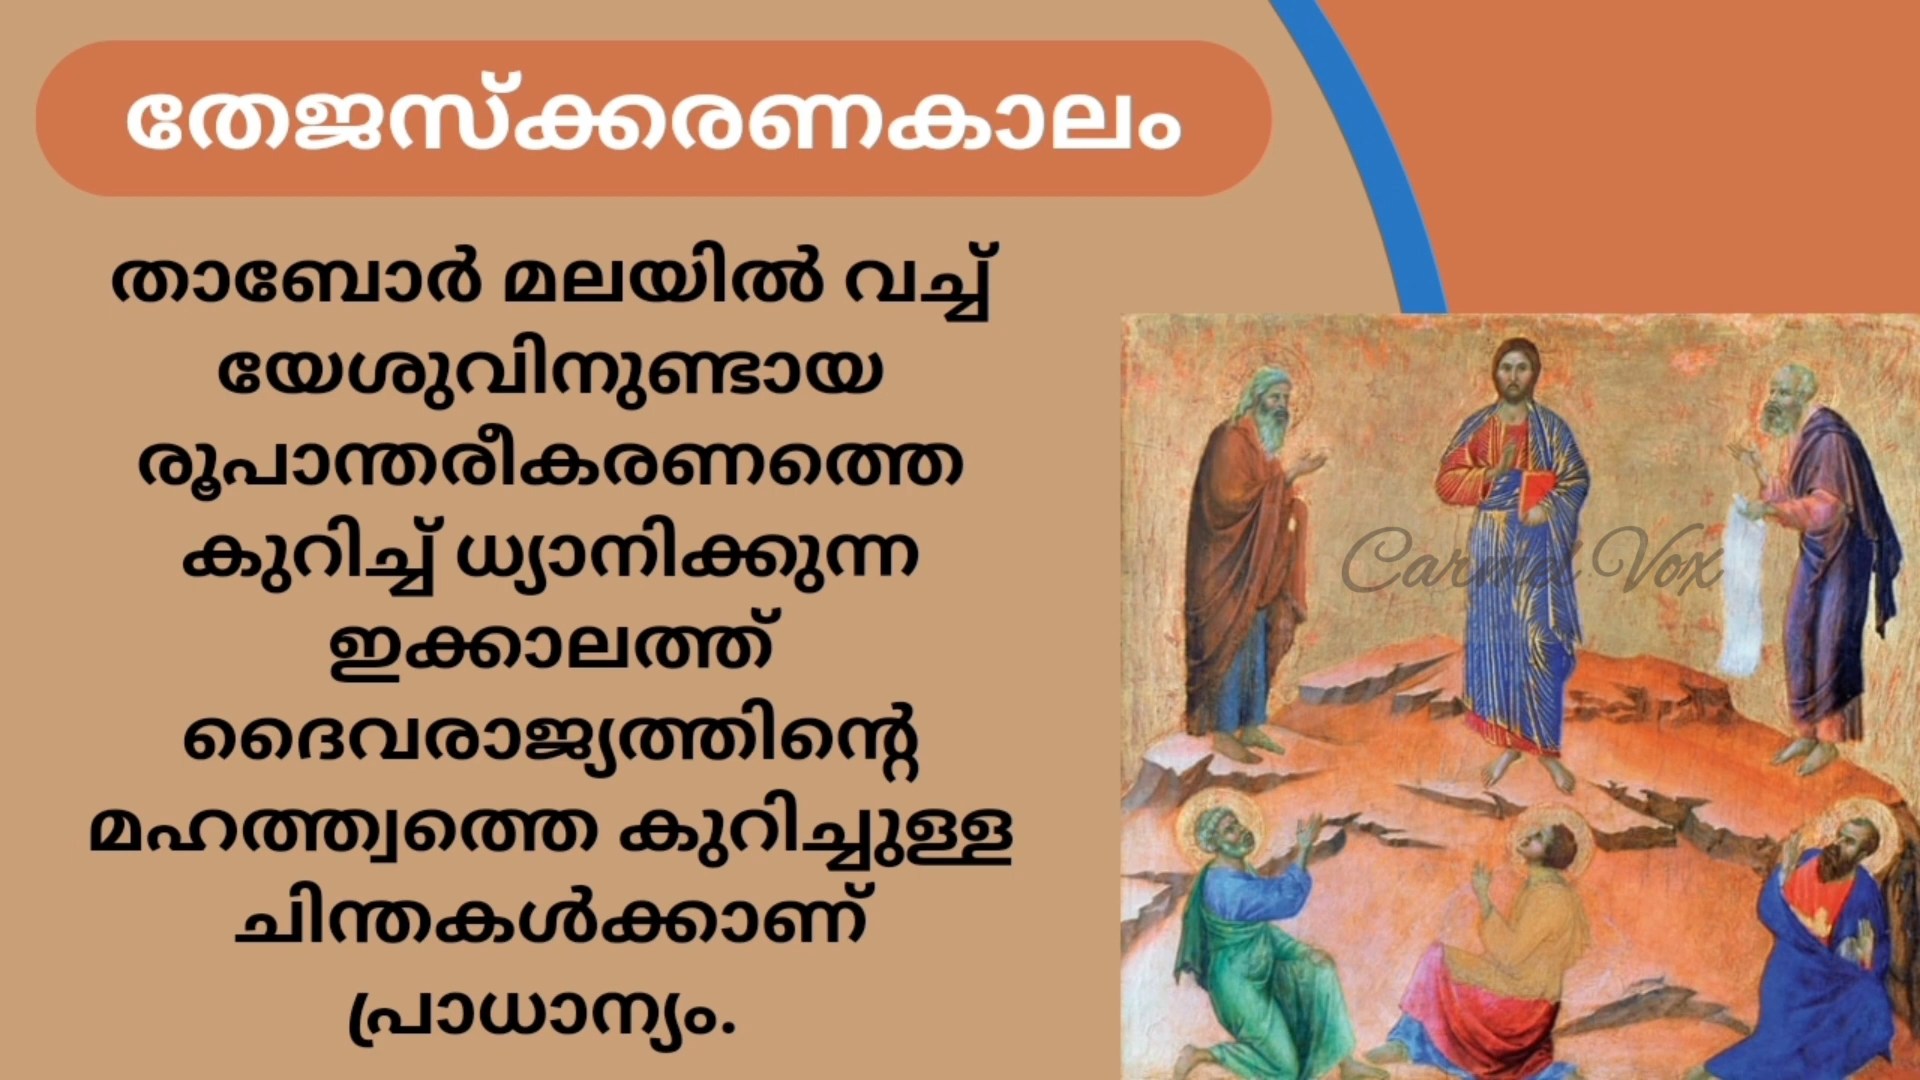 തേജസ്ക്കരണകാലം
താബോർ മലയിൽ വച്ച്
യേശുവിനുണ്ടായ
രൂപാന്തരീകരണത്തെ
കുറിച്ച് ധ്യാനിക്കുന്ന
ഇക്കാലത്ത്
ദൈവരാജ്യത്തിന്റെ
മഹത്ത്വത്തെ കുറിച്ചുള്ള
ചിന്തകൾക്കാണ്
പ്രാധാന്യം.
Carmel Vox